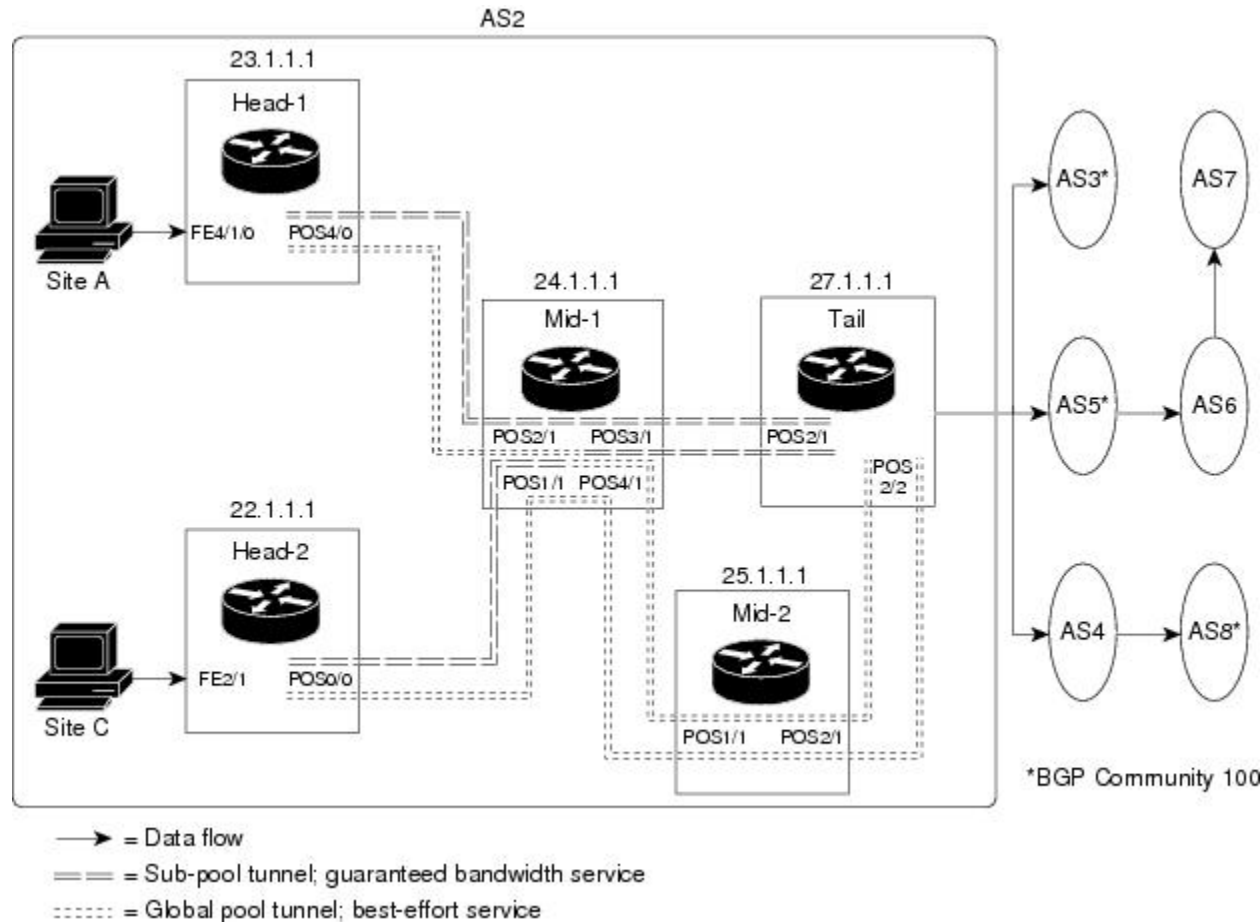 AS2
23.1.1.1
Head-1
FE4/1/0 POS4/0
Site A
24.1.1.1
Mid-1
POS2/1 POS3/1
POS1/1 POS4/1
27.1.1.1
Tail
POS2/1
POS
2/2
22.1.1.1
Head-2
FE2/1 POS0/0
Site C
25.1.1.1
Mid-2
POS1/1 POS2/1
AS3* AS7
AS5* AS6
AS4 AS8*
*BGP Community 100
= Data flow
= Sub-pool tunnel; guaranteed bandwidth service
= Global pool tunnel; best-effort service